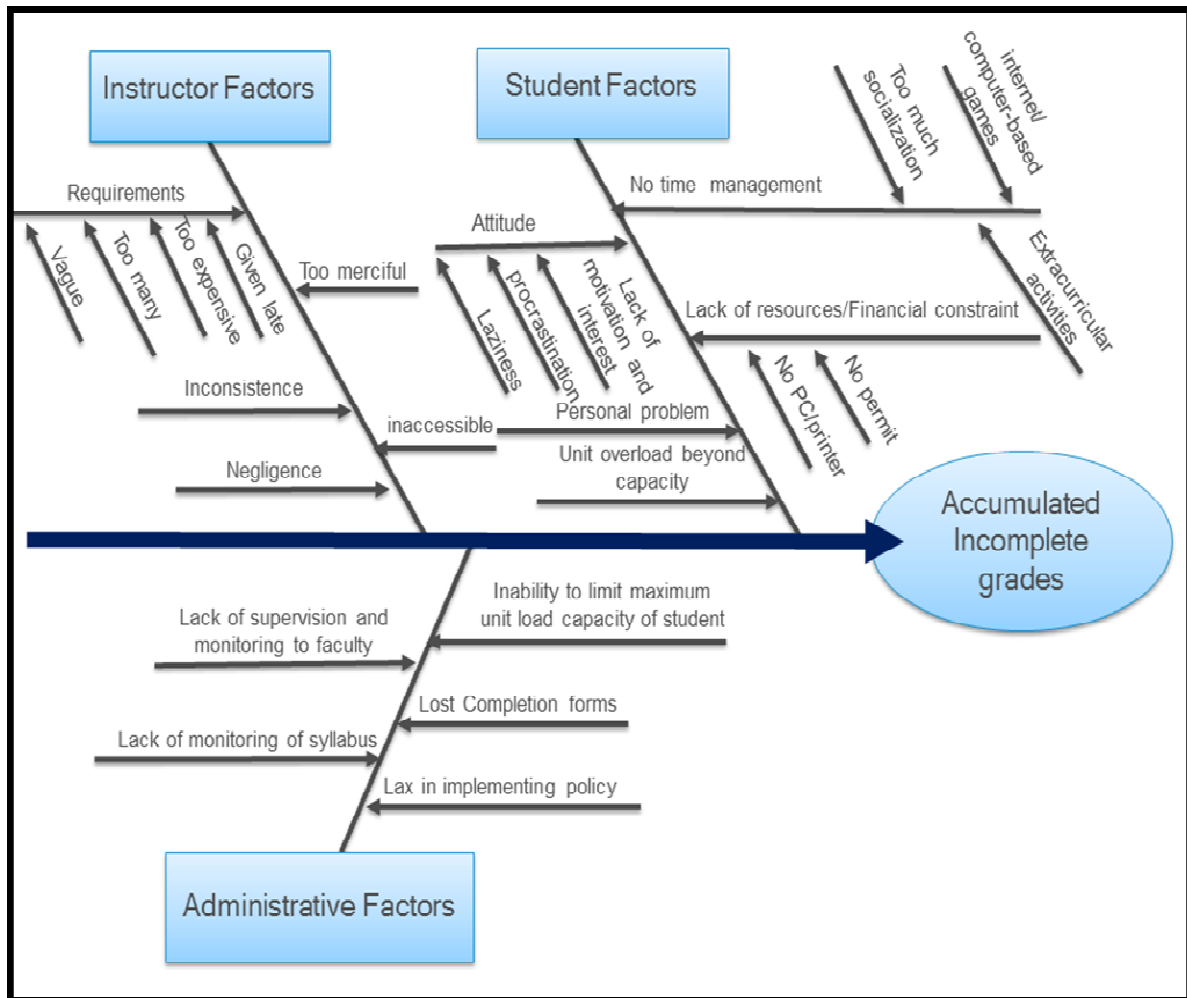 Instructor Factors
Requirements
Vague
Too many
Too expensive
Given late
Too merciful
Inconsistence
inaccessible
Negligence
Student Factors
No time management
Too much
socialization
internet/
computer-based
games
Extracurricular
activities
Attitude
Laziness
procrastination
Lack of
motivation and
interest
Lack of resources/Financial constraint
No PC/printer
No permit
Personal problem
Unit overload beyond
capacity
Accumulated
Incomplete
grades
Inability to limit maximum
unit load capacity of student
Lack of supervision and
monitoring to faculty
Lost Completion forms
Lack of monitoring of syllabus
Lax in implementing policy
Administrative Factors